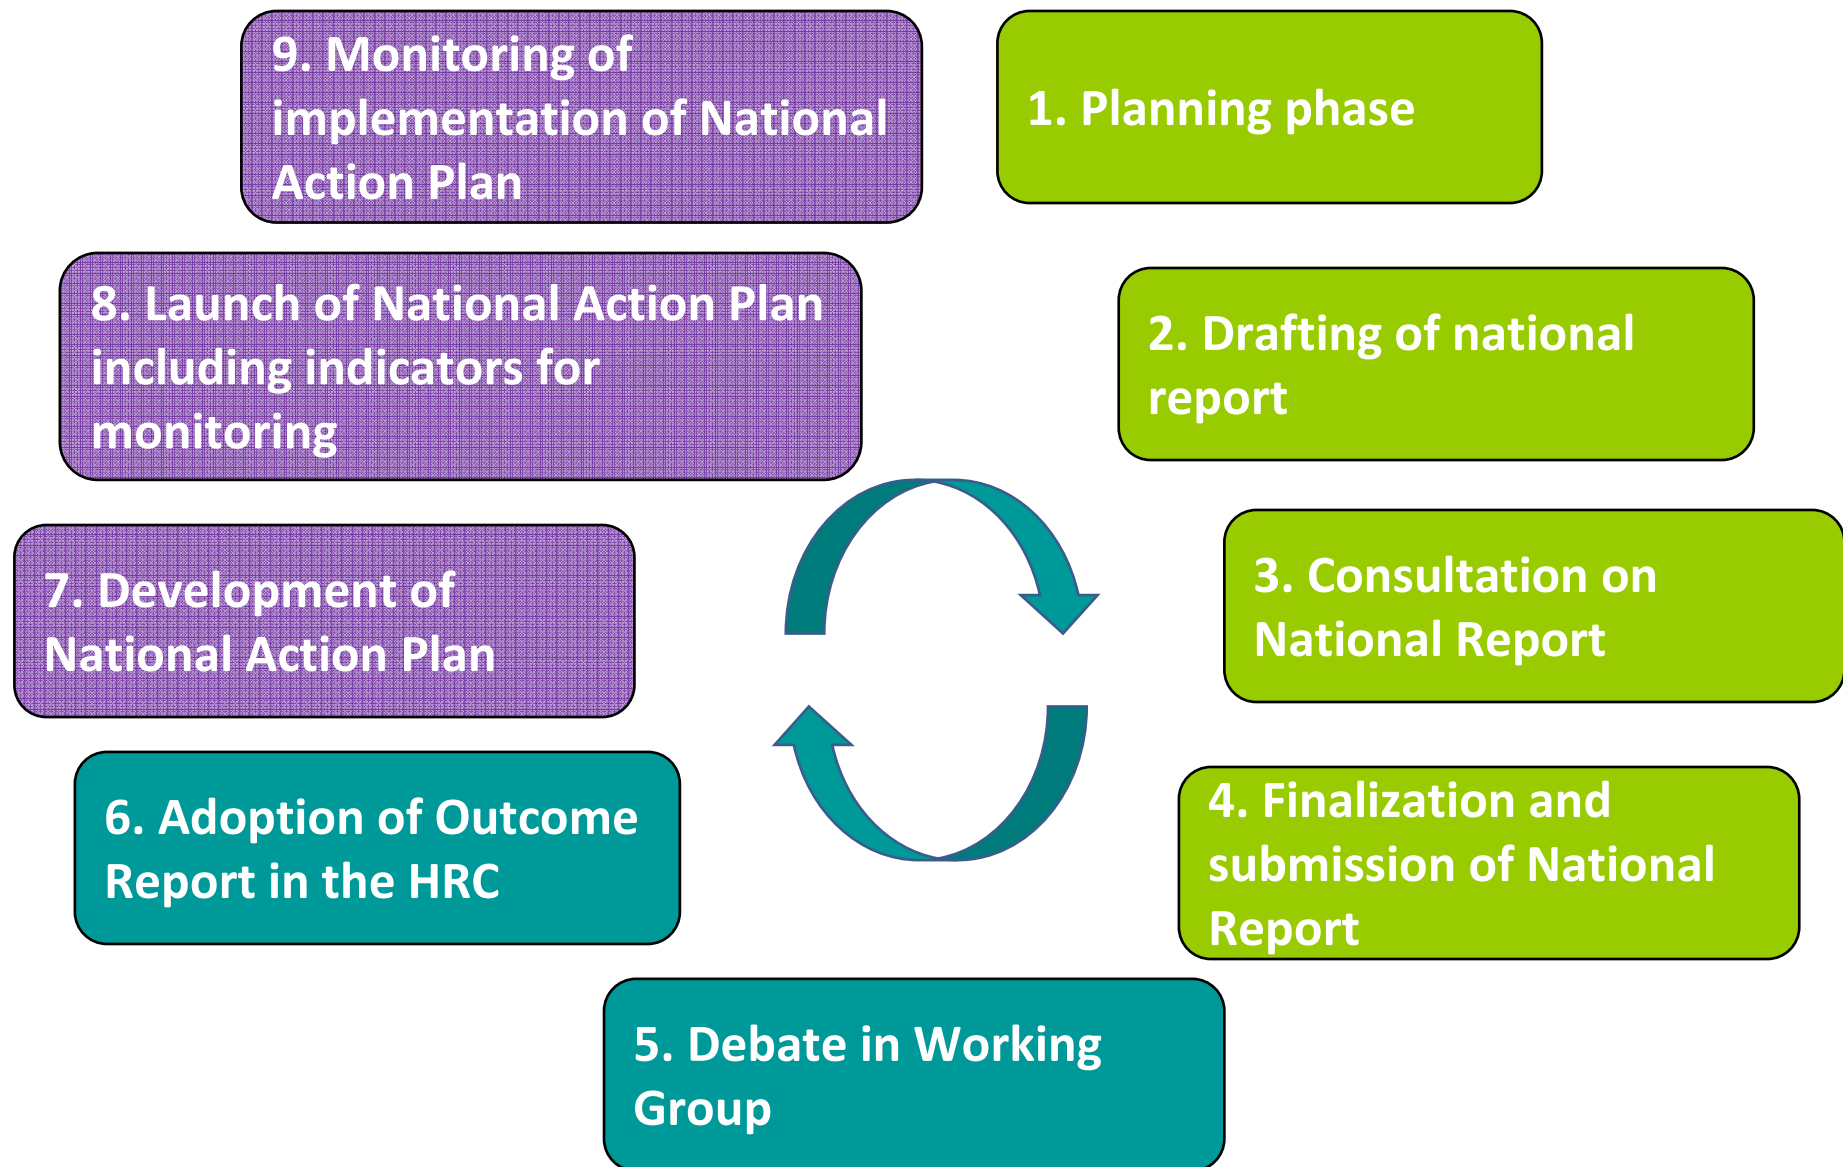 1. Planning phase
2. Drafting of national
report
3. Consultation on
National Report
4. Finalization and
submission of National
Report
5. Debate in Working
Group
6. Adoption of Outcome
Report in the HRC
7. Development of
National Action Plan
8. Launch of National Action Plan
including indicators for
monitoring
9. Monitoring of
implementation of National
Action Plan